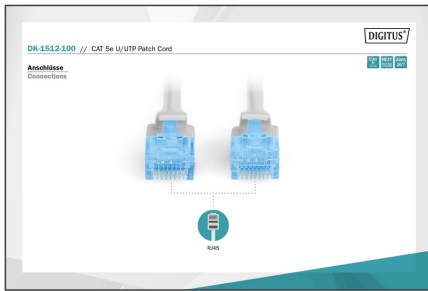 DIGITUS®
DK-1512-100 // CAT 5e U/UTP Patch Cord
Anschlüsse
Connections
RJ45